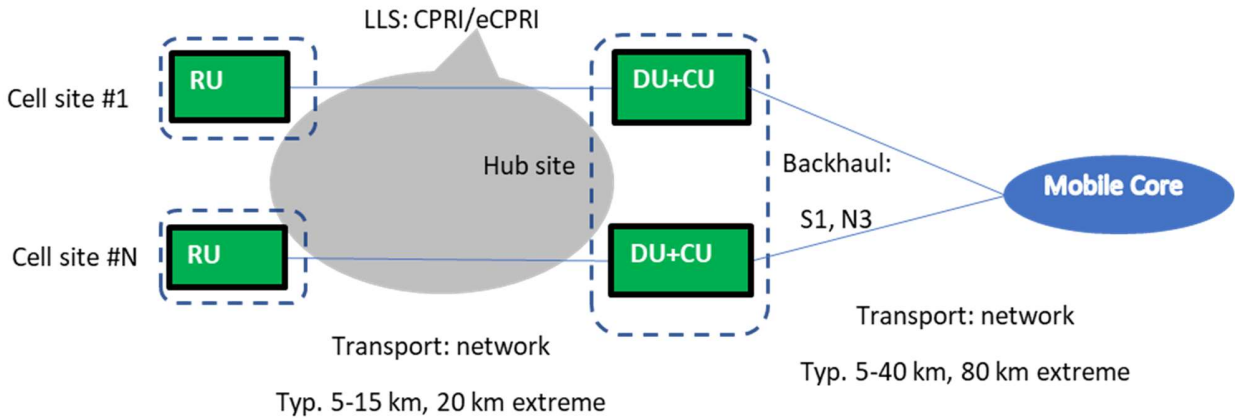 LLS: CPRI/eCPRI
RU
DU+CU
Cell site #1
Hub site
Backhaul:
Mobile Core
S1, N3
Cell site #N
RU
DU+CU
Transport: network
Typ. 5-15 km, 20 km extreme
Transport: network
Typ. 5-40 km, 80 km extreme